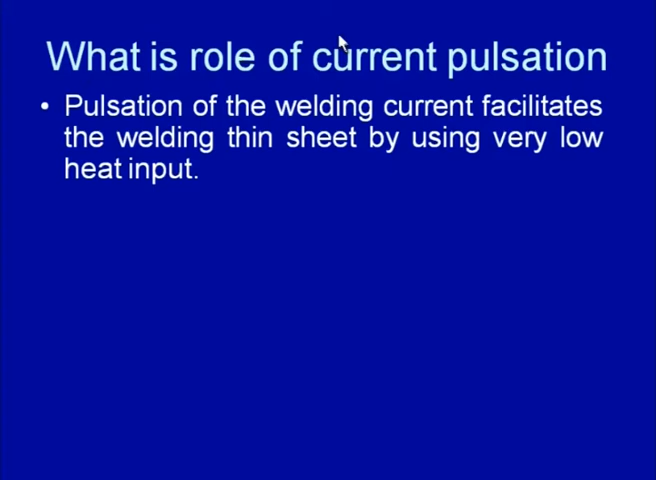 What is role of current pulsation
• Pulsation of the welding current facilitates
the welding thin sheet by using very low
heat input.